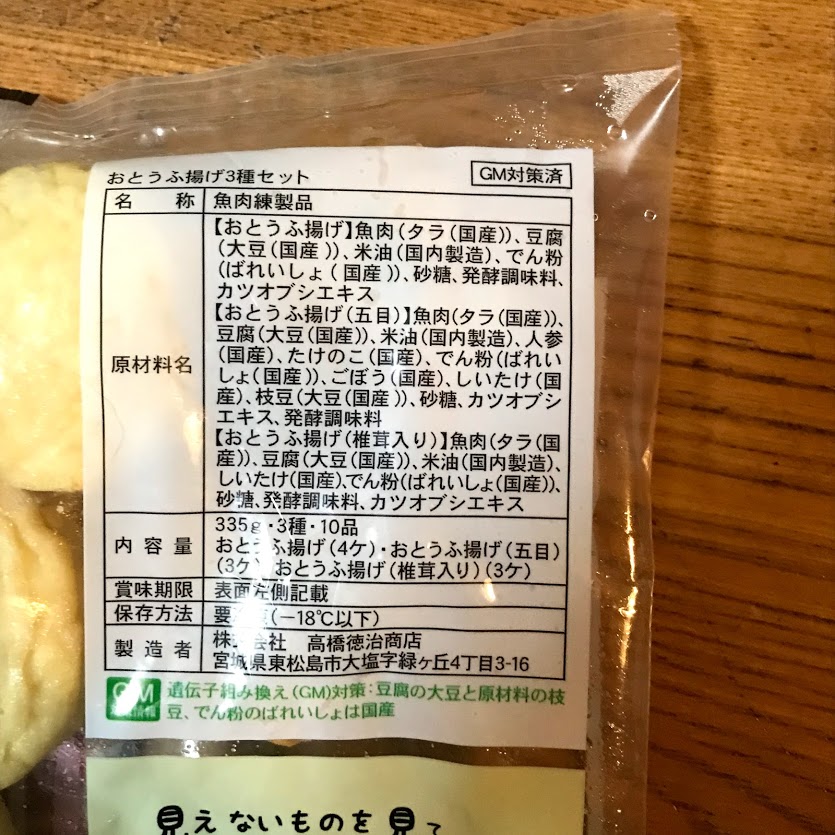 おとうふ揚げ3種セット GM対策済
名 称 魚肉練製品
原材料名
【おとうふ揚げ】魚肉(タラ(国産))、豆腐
(大豆(国産))、米油(国内製造)、でん粉
(ばれいしょ(国産))、砂糖、発酵調味料、
カツオブシエキス
【おとうふ揚げ(五目)】魚肉(タラ(国産))、
豆腐(大豆(国産))、米油(国内製造)、人参
(国産)、たけのこ(国産)、でん粉(ばれい
しょ(国産))、ごぼう(国産)、しいたけ(国
産)、枝豆(大豆(国産))、砂糖、カツオブシ
エキス、発酵調味料
【おとうふ揚げ(椎茸入り)】魚肉(タラ(国
産))、豆腐(大豆(国産))、米油(国内製造)、
しいたけ(国産)、でん粉(ばれいしょ(国産))、
砂糖、発酵調味料、カツオブシエキス
内容量
335g・3種・10品
おとうふ揚げ(4ケ)・おとうふ揚げ(五目)
(3ケ) おとうふ揚げ(椎茸入り)(3ケ)
賞味期限 表面左側記載
保存方法 要 (−18℃以下)
製造者
株式会社 高橋徳治商店
宮城県東松島市大塩字緑ヶ丘4丁目3-16
GM
遺伝子組み換え(GM)対策:豆腐の大豆と原材料の枝
豆、でん粉のばれいしょは国産
見えないものを見て